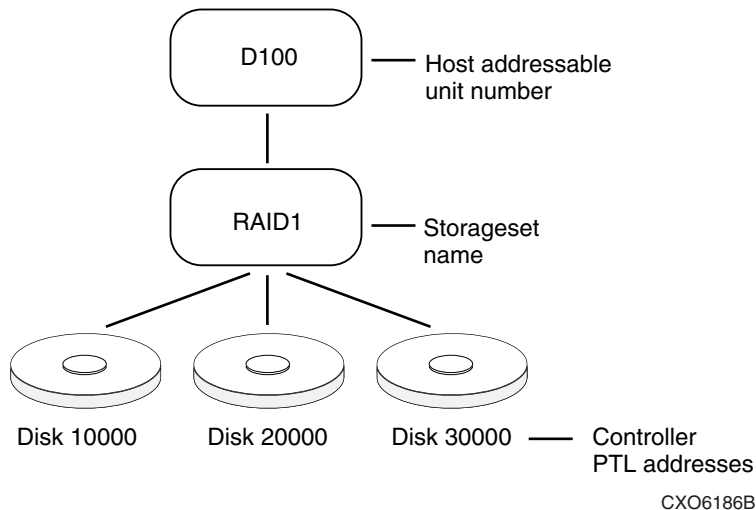 D100
Host addressable
unit number
RAID1
Storageset
name
Disk 10000
Disk 20000
Disk 30000
Controller
PTL addresses
CXO6186B